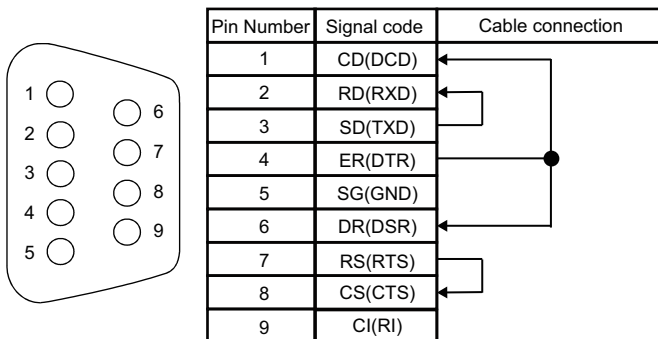 1
2
3
4
5
6
7
8
9
Pin Number Signal code Cable connection
1 CD(DCD)
2 RD(RXD)
3 SD(TXD)
4 ER(DTR)
5 SG(GND)
6 DR(DSR)
7 RS(RTS)
8 CS(CTS)
9 CI(RI)